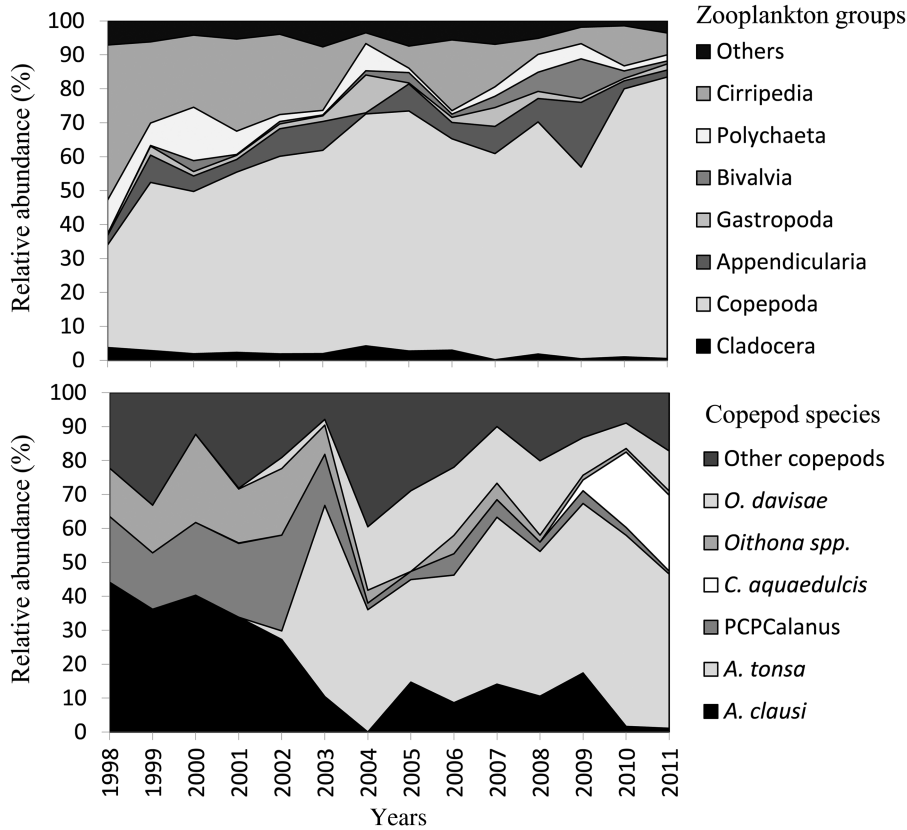 Zooplankton groups
Relative abundance (%)
100
90
80
70
60
50
40
30
20
10
0
Others
Cirripedia
Polychaeta
Bivalvia
Gastropoda
Appendicularia
Copepoda
Cladocera
Copepod species
Relative abundance (%)
100
90
80
70
60
50
40
30
20
10
0
Other copepods
O. davisae
Oithona spp.
C. aquaedulcis
PCPCalanus
A. tonsa
A. clausi
1998
1999
2000
2001
2002
2003
2004
2005
2006
2007
2008
2009
2010
2011
Years